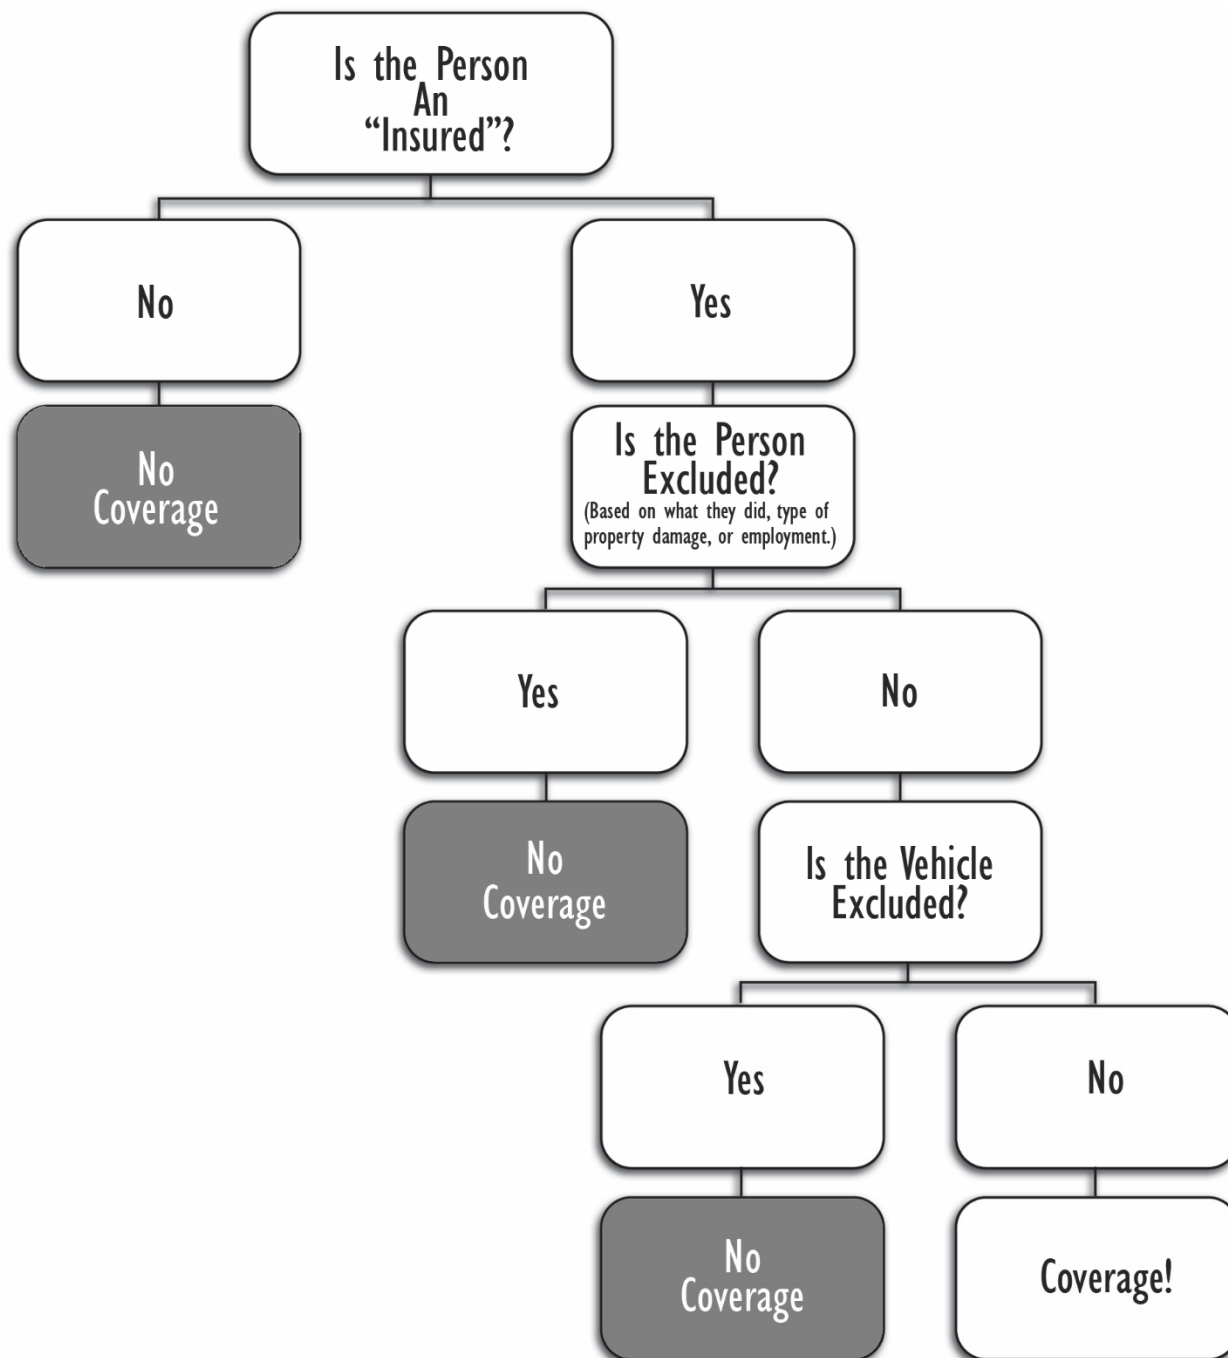 Is the Person
An
“Insured”?
No
Yes
No
Coverage
Is the Person
Excluded?
(Based on what they did, type of
property damage, or employment.)
Yes
No
No
Coverage
Is the Vehicle
Excluded?
Yes
No
No
Coverage
Coverage!